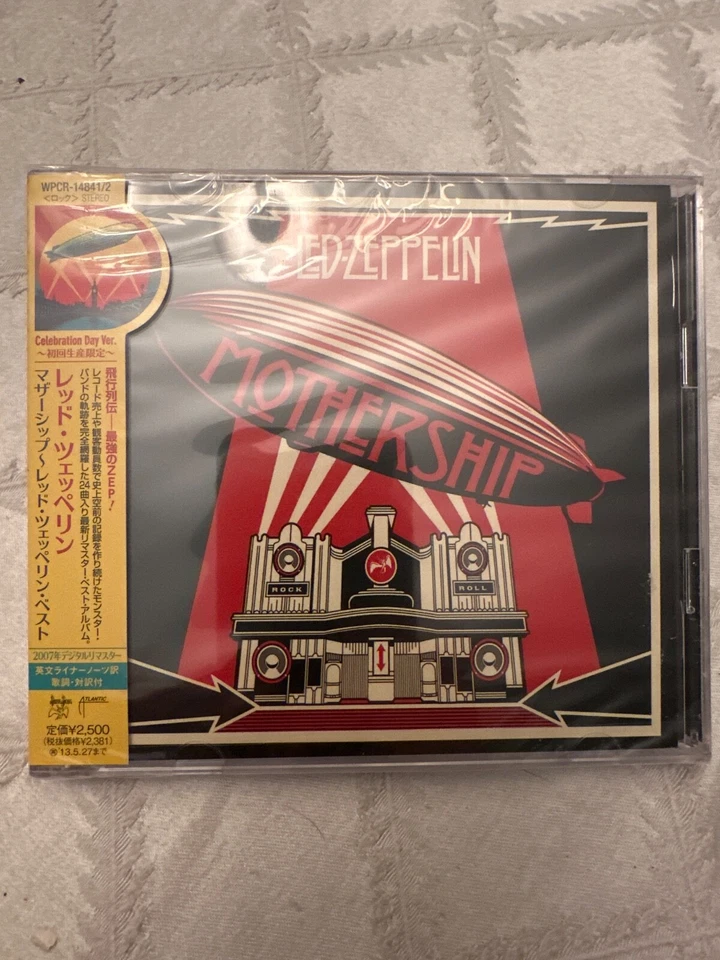 WPCR-14841/2
<ロック> STEREO
Celebration Day Ver.
～初回生産限定～
飛行列伝──最強のZEP!
レコード売上や観客動員数で史上空前の記録を作り続けたモンスター・
バンドの軌跡を完全網羅した24曲入り最新リマスター・ベスト・アルバム。
レッド・ツェッペリン
マザーシップ～レッド・ツェッペリン・ベスト
2007年デジタルリマスター
英文ライナーノーツ訳
歌詞・対訳付
ATLANTIC
定価¥2,500
(税抜価格¥2,381)
13.5.27まで
LED-ZEPPELIN
MOTHERSHIP
ROCK
ROLL